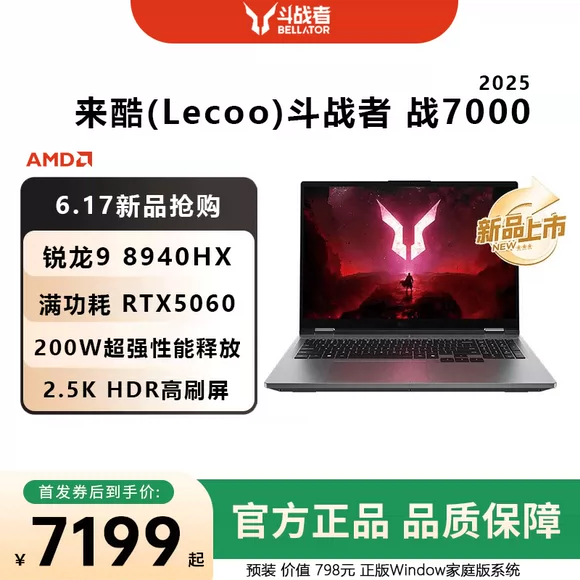 斗战者
BELLATOR
2025
来酷(Lecoo)斗战者 战7000
AMD
6.17新品抢购
锐龙9 8940HX
满功耗 RTX5060
200W超强性能释放
2.5K HDR高刷屏
新品上市
NEW
首发券后到手价:
¥7199起
官方正品 品质保障
预装 价值 798元 正版Window家庭版系统